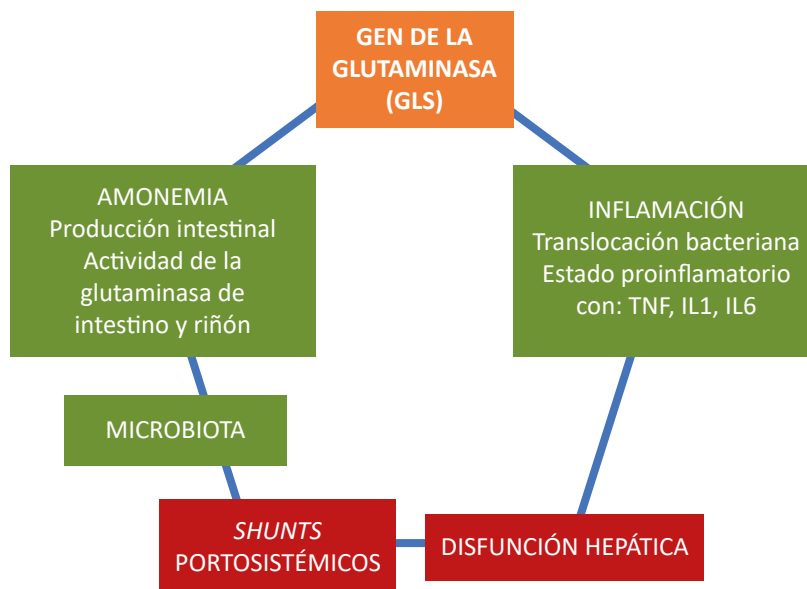 GEN DE LA
GLUTAMINASA
(GLS)
AMONEMIA
Producción intestinal
Actividad de la
glutaminasa de
intestino y riñón
INFLAMACIÓN
Translocación bacteriana
Estado proinflamatorio
con: TNF, IL1, IL6
MICROBIOTA
SHUNTS
PORTOSISTÉMICOS
DISFUNCIÓN HEPÁTICA